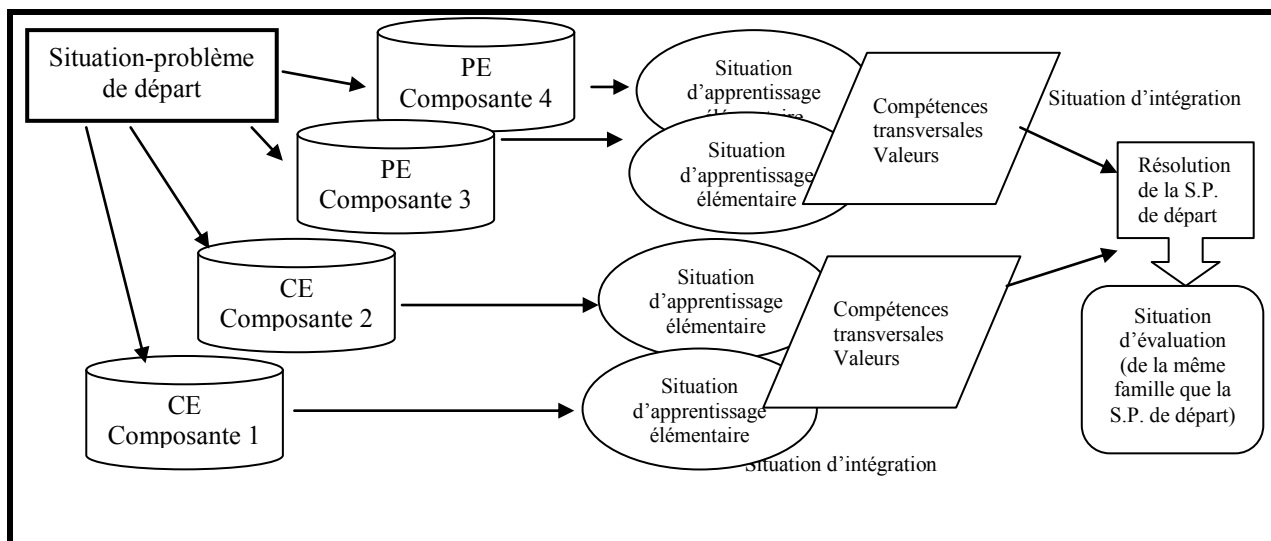 Situation-problème
de départ
PE
Composante 4
Situation
d'apprentissage
élémentaire
PE
Composante 3
Situation
d'apprentissage
élémentaire
Compétences
transversales
Valeurs
Situation d'intégration
Résolution
de la S.P.
de départ
CE
Composante 2
Situation
d'apprentissage
élémentaire
Compétences
transversales
Valeurs
CE
Composante 1
Situation
d'apprentissage
élémentaire
Situation d'intégration
Situation
d'évaluation
(de la même
famille que la
S.P. de départ)